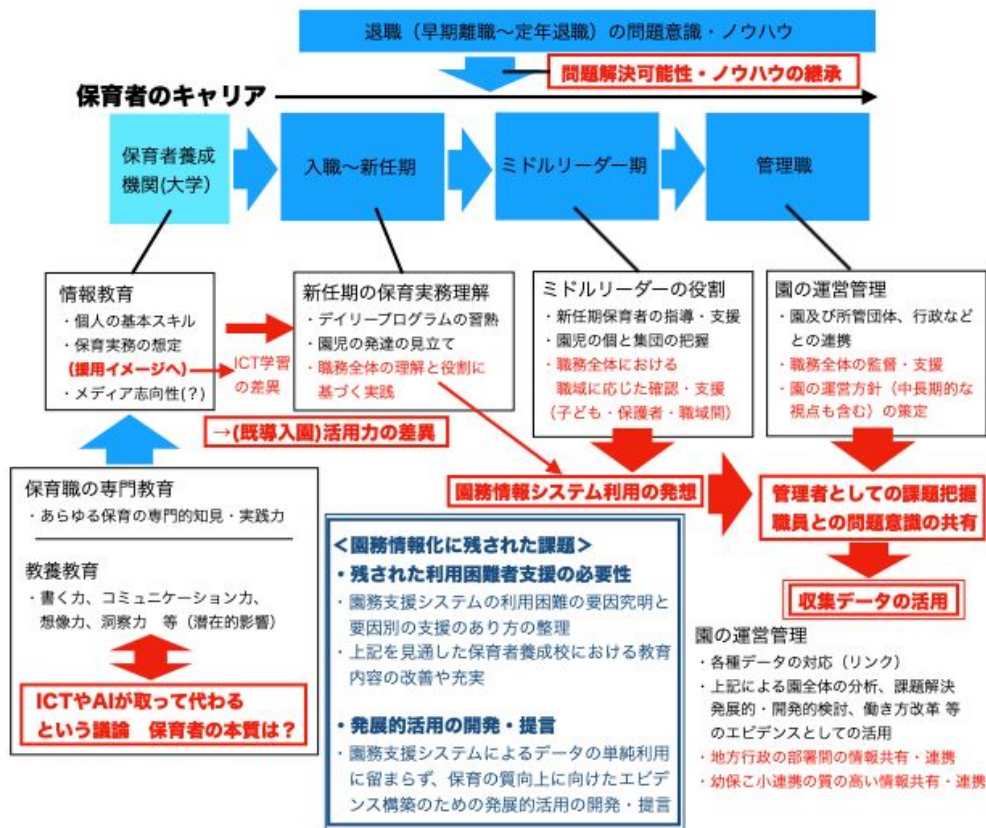 退職（早期離職～定年退職）の問題意識・ノウハウ
問題解決可能性・ノウハウの継承
保育者のキャリア
保育者養成
機関(大学)
入職～新任期
ミドルリーダー期
管理職
情報教育
・個人の基本スキル
・保育実務の想定
(援用イメージへ)
・メディア志向性(？)
ICT学習
の差異
新任期の保育実務理解
・デイリープログラムの習熟
・園児の発達の見立て
・職務全体の理解と役割に
基づく実践
ミドルリーダーの役割
・新任期保育者の指導・支援
・園児の個と集団の把握
・職務全体における
職域に応じた確認・支援
（子ども・保護者・職域間）
園の運営管理
・園及び所管団体、行政など
との連携
・職務全体の監督・支援
・園の運営方針（中長期的な
視点も含む）の策定
→(既導入園)活用力の差異
保育職の専門教育
・あらゆる保育の専門的知見・実践力
教養教育
・書く力、コミュニケーション力、
想像力、洞察力　等（潜在的影響）
ICTやAIが取って代わる
という議論　保育者の本質は？
園務情報システム利用の発想
管理者としての課題把握
職員との問題意識の共有
＜園務情報化に残された課題＞
・残された利用困難者支援の必要性
・園務支援システムの利用困難の要因究明と
要因別の支援のあり方の整理
・上記を見通した保育者養成校における教育
内容の改善や充実
・発展的活用の開発・提言
・園務支援システムによるデータの単純利用
に留まらず、保育の質向上に向けたエビデ
ンス構築のための発展的活用の開発・提言
収集データの活用
園の運営管理
・各種データの対応（リンク）
・上記による園全体の分析、課題解決
発展的・開発的検討、働き方改革 等
のエビデンスとしての活用
・地方行政の部署間の情報共有・連携
・幼保こ小連携の質の高い情報共有・連携